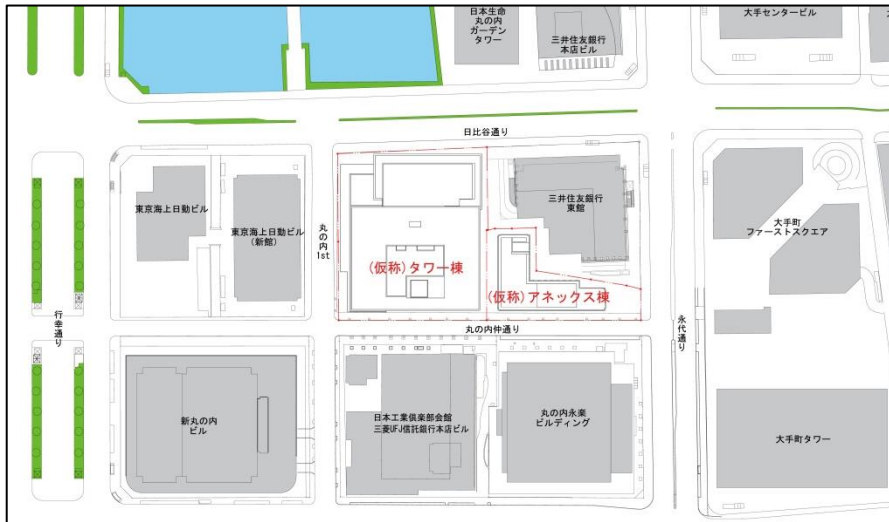 日本生命
丸の内
ガーデン
タワー
三井住友銀行
本店ビル
大手センタービル
日比谷通り
東京海上日動ビル
東京海上日動ビル
(新館)
丸の内
1st
三井住友銀行
東館
大手町
ファーストスクエア
(仮称)タワー棟
(仮称)アネックス棟
行幸通り
丸の内仲通り
永代通り
新丸の内
ビル
日本工業倶楽部会館
三菱UFJ信託銀行本店ビル
丸の内永楽
ビルディング
大手町タワー